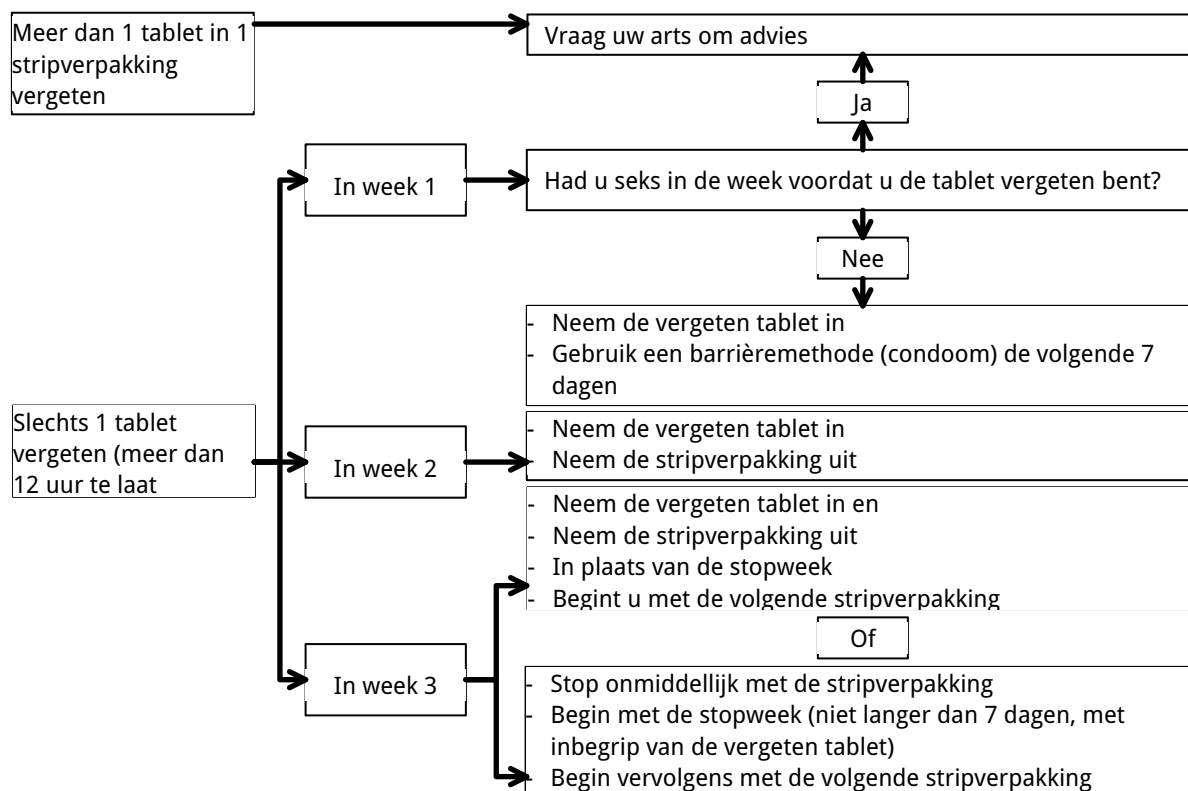 Meer dan 1 tablet in 1
stripverpakking
vergeten
Vraag uw arts om advies
Ja
In week 1
Had u seks in de week voordat u de tablet vergeten bent?
Nee
- Neem de vergeten tablet in
- Gebruik een barrièremethode (condoom) de volgende 7
dagen
Slechts 1 tablet
vergeten (meer dan
12 uur te laat
In week 2
- Neem de vergeten tablet in
- Neem de stripverpakking uit
- Neem de vergeten tablet in en
- Neem de stripverpakking uit
- In plaats van de stopweek
- Begint u met de volgende stripverpakking
Of
In week 3
- Stop onmiddellijk met de stripverpakking
- Begin met de stopweek (niet langer dan 7 dagen, met
inbegrip van de vergeten tablet)
- Begin vervolgens met de volgende stripverpakking